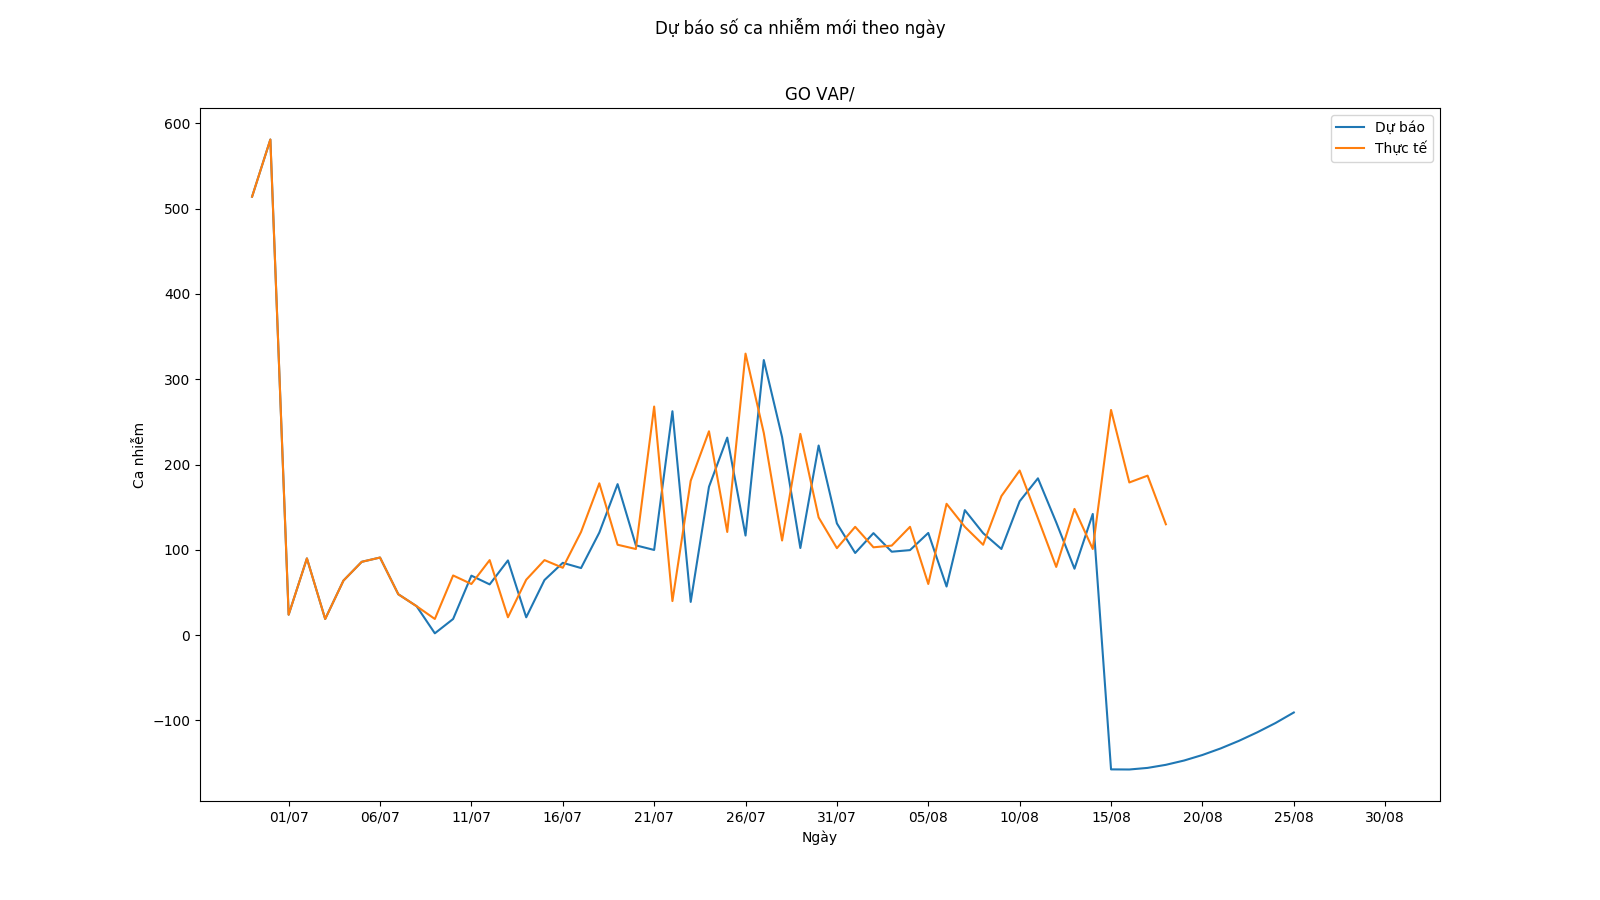 Dự báo số ca nhiễm mới theo ngày
GO VAP/
Dự báo
Thực tế
Ca nhiễm
600
500
400
300
200
100
0
−100
01/07 06/07 11/07 16/07 21/07 26/07 31/07 05/08 10/08 15/08 20/08 25/08 30/08
Ngày